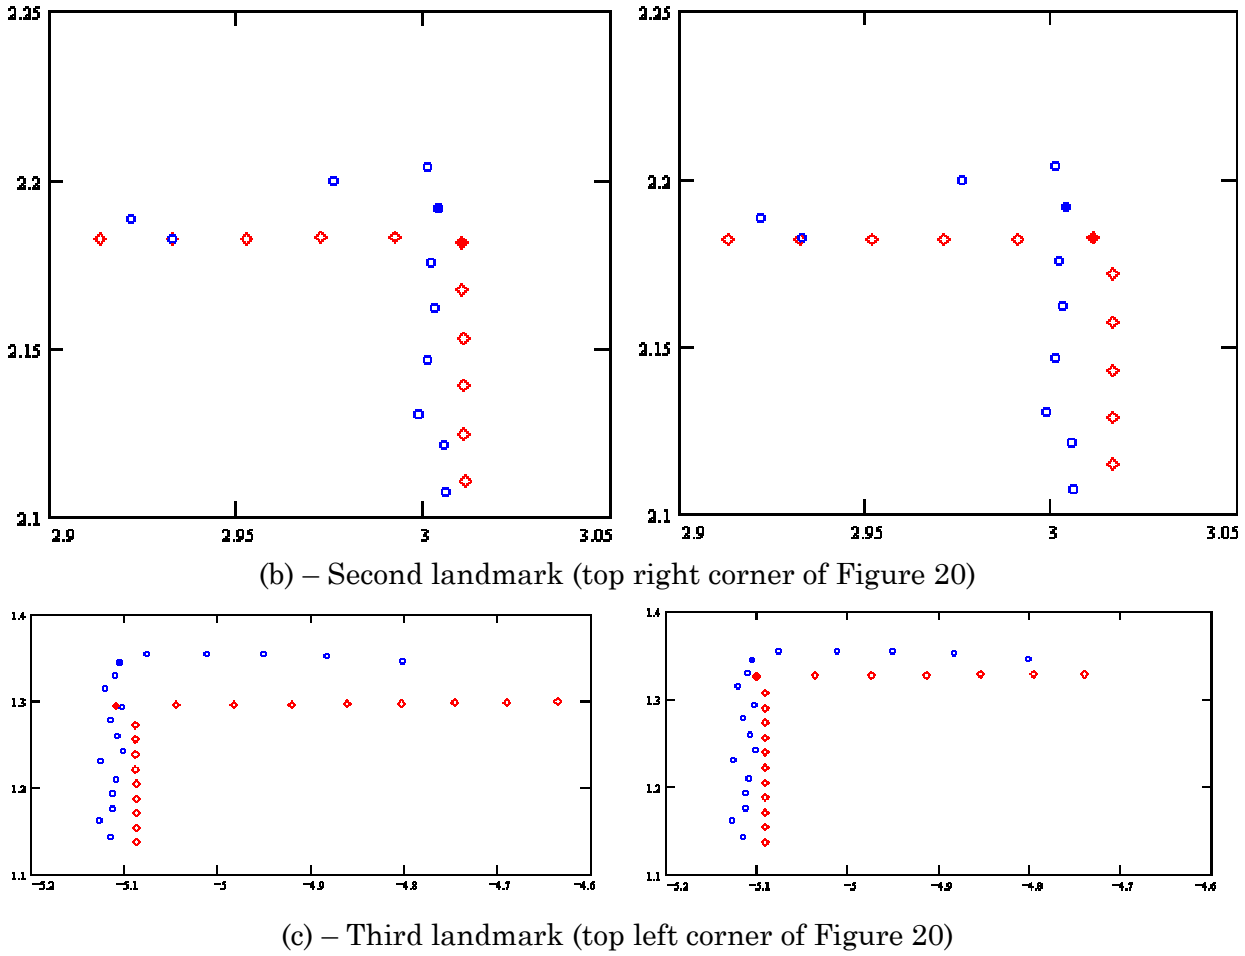 2.25 2.25
2.2 2.2
2.15 2.15
2.1 2.1
2.9 2.95 3 3.05 2.9 2.95 3 3.05
(b) – Second landmark (top right corner of Figure 20)
1.4 1.4
1.3 1.3
1.2 1.2
1.1 1.1
−5.2 −5.1 −5 −4.9 −4.8 −4.7 −4.6 −5.2 −5.1 −5 −4.9 −4.8 −4.7 −4.6
(c) – Third landmark (top left corner of Figure 20)